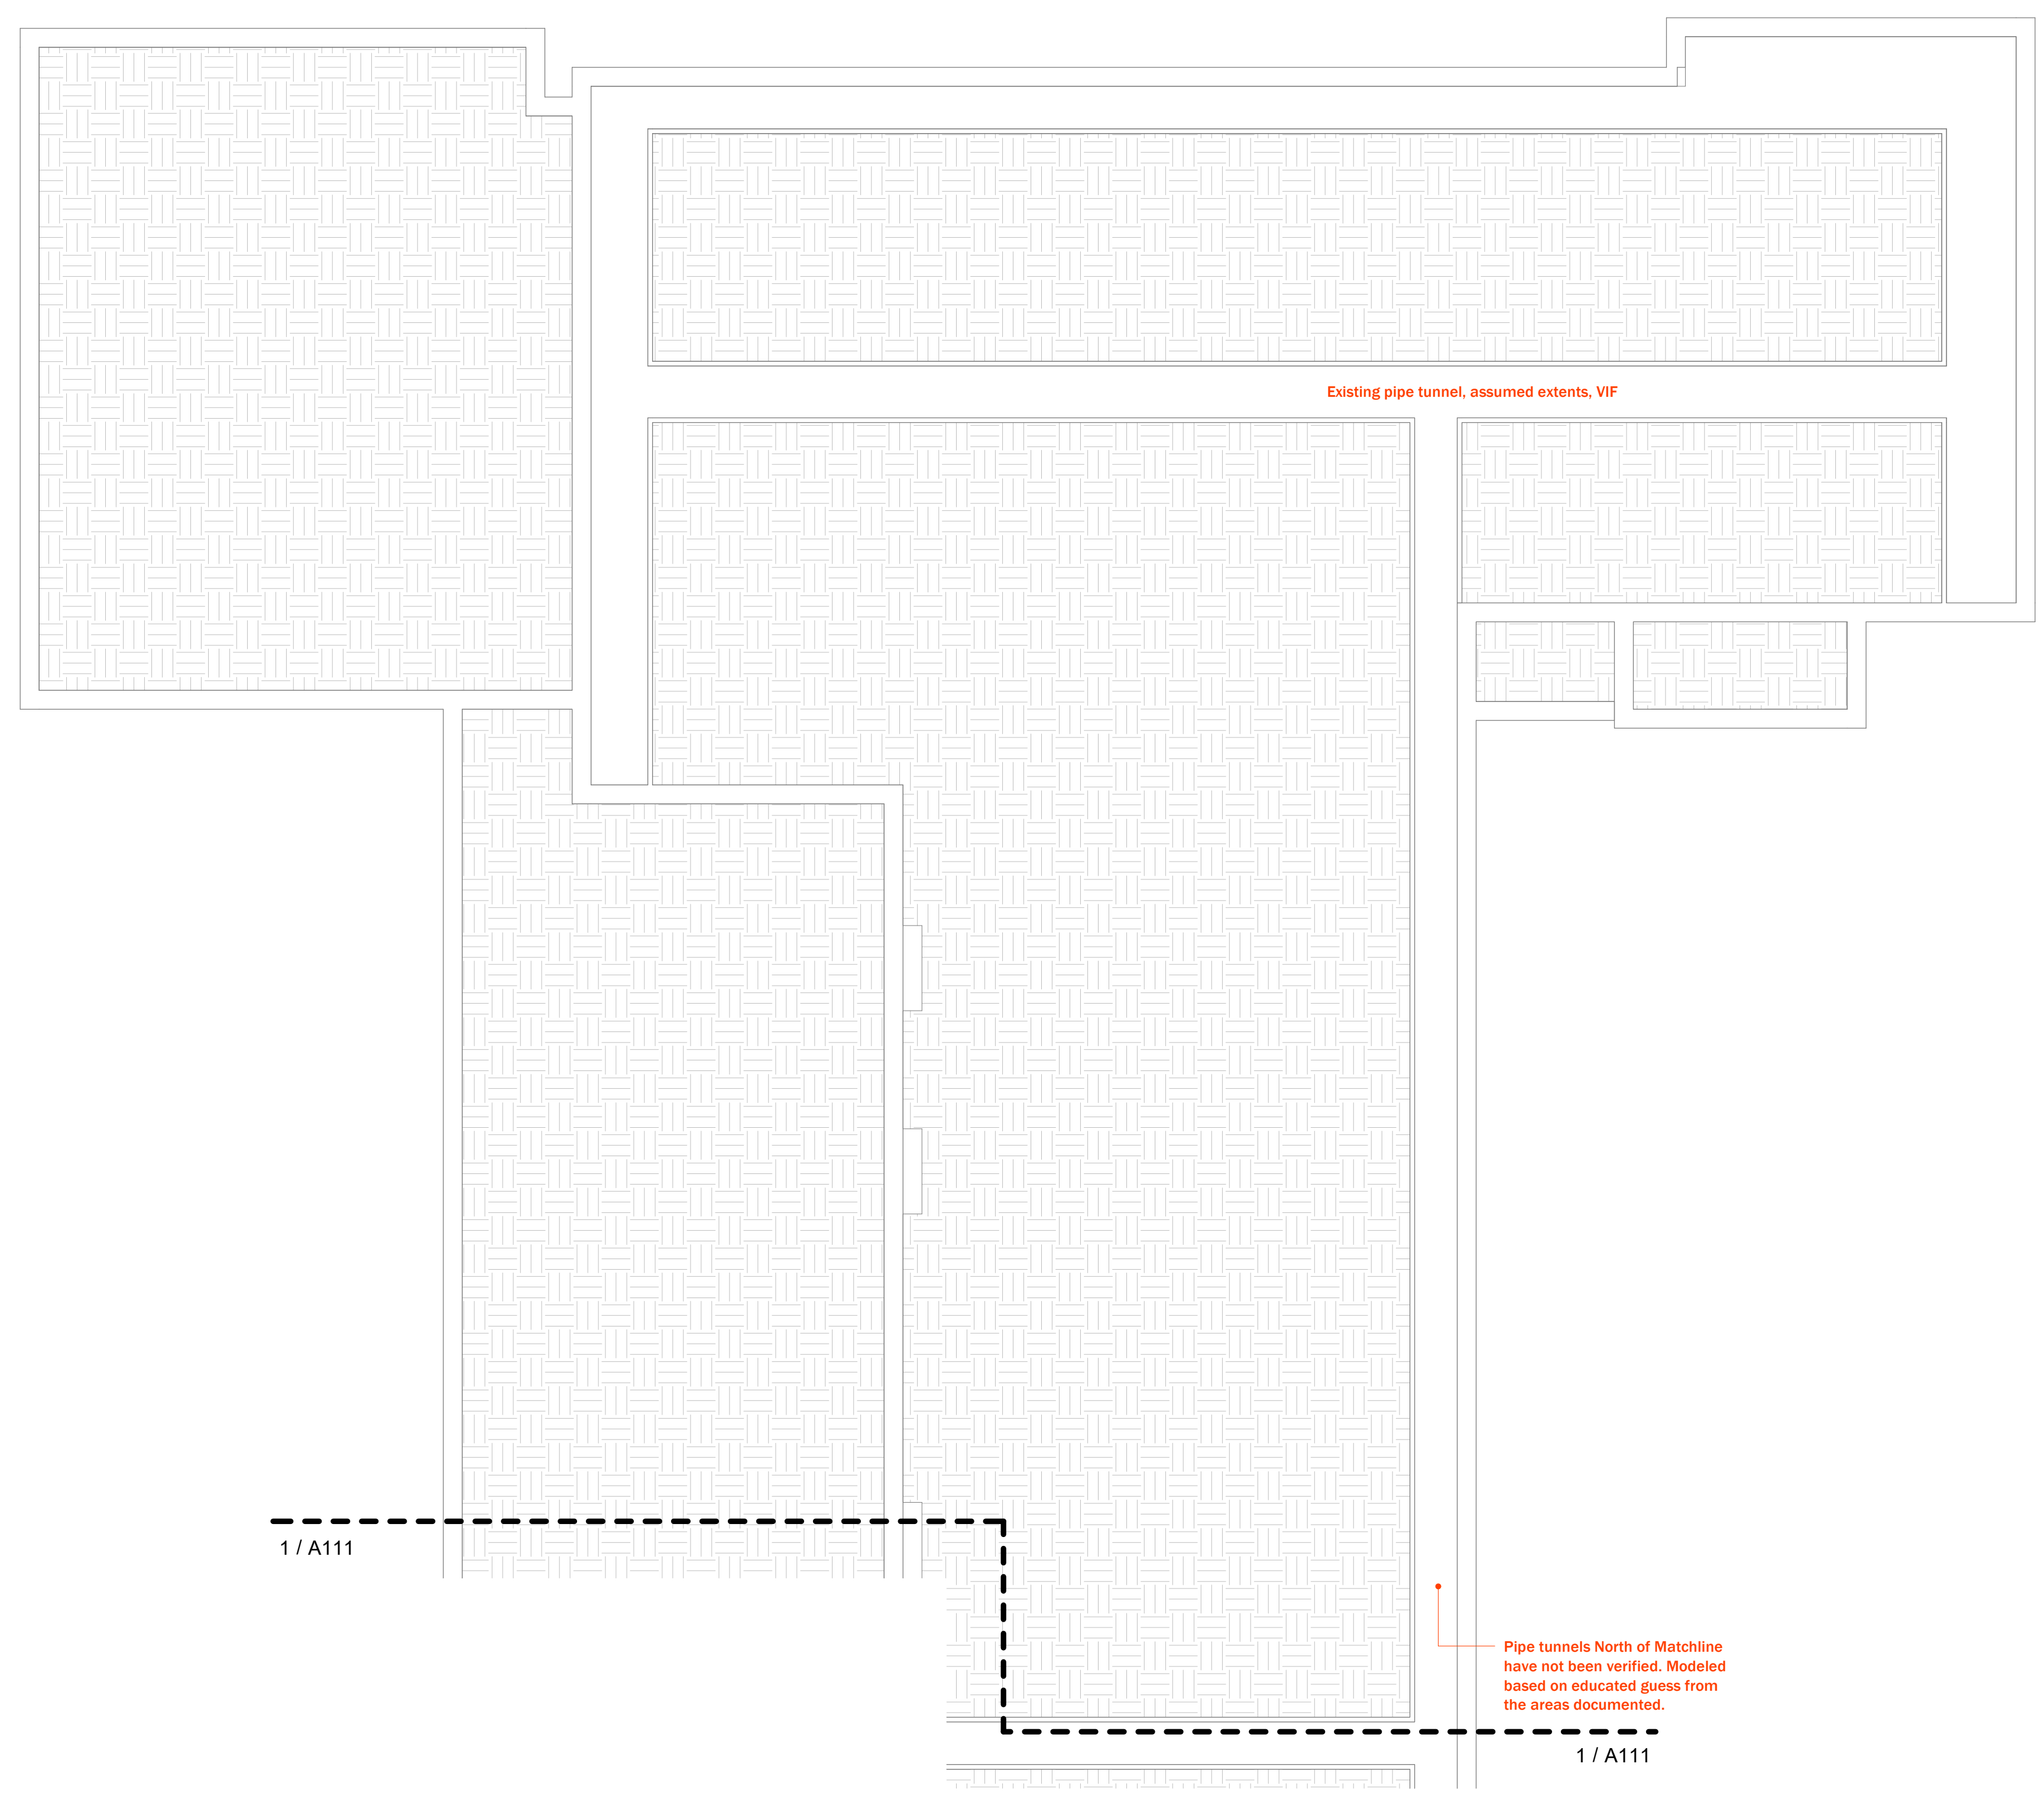 Existing pipe tunnel, assumed extents, VIF
1 / A111
Pipe tunnels North of Matchline
have not been verified. Modeled
based on educated guess from
the areas documented.
1 / A111